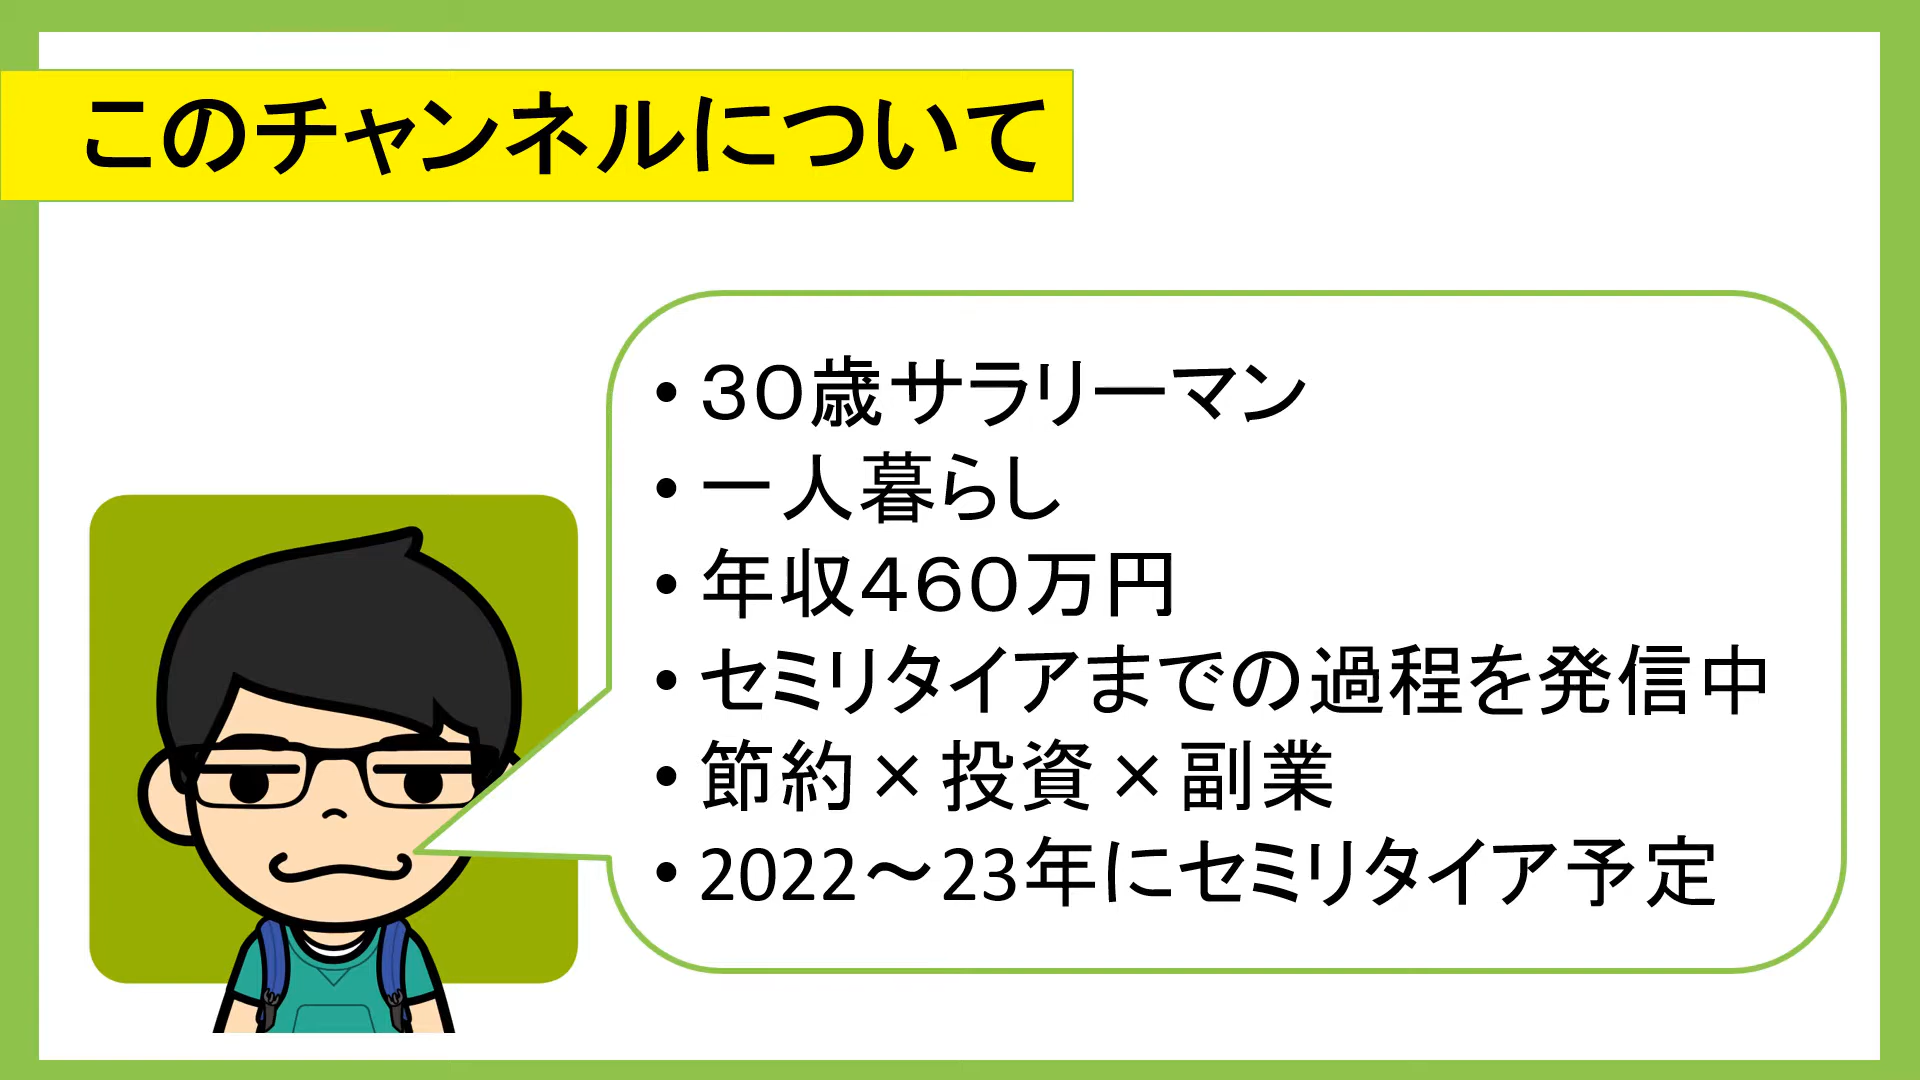 このチャンネルについて
• 30歳サラリーマン
• 一人暮らし
• 年収460万円
• セミリタイアまでの過程を発信中
• 節約×投資×副業
• 2022～23年にセミリタイア予定